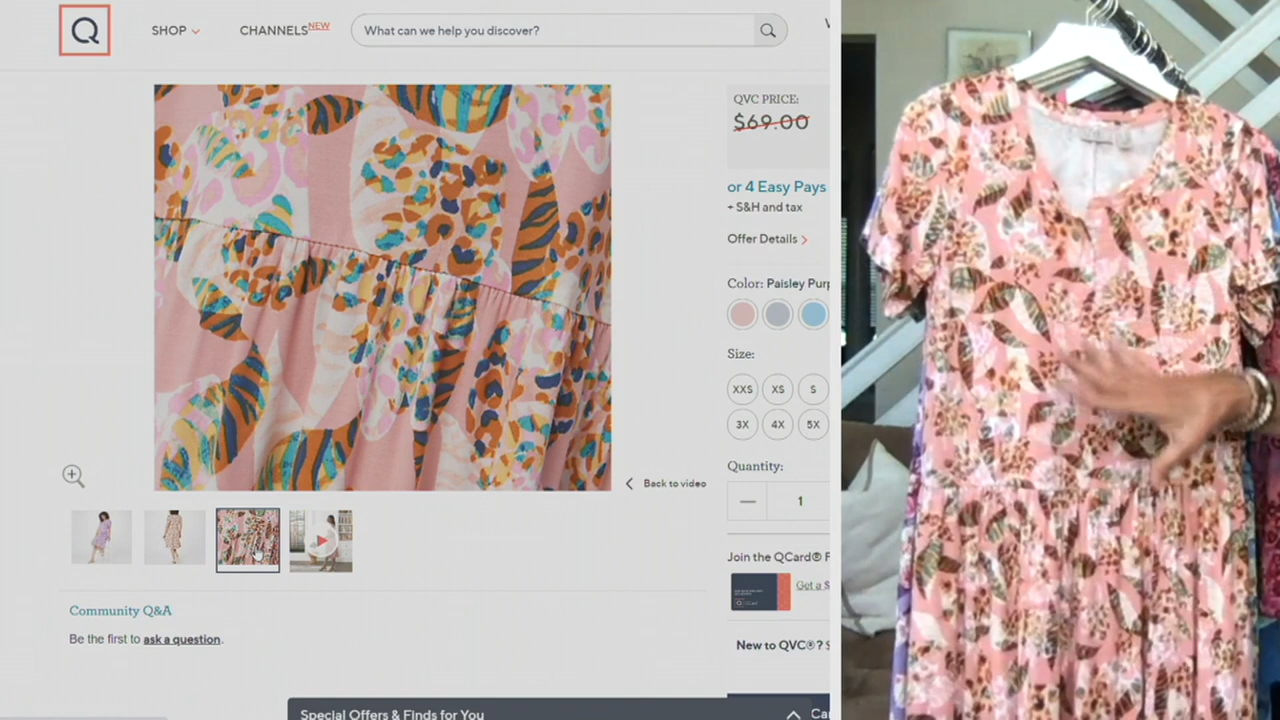 Q
SHOP
CHANNELS NEW
What can we help you discover?
QVC PRICE:
$69.00
or 4 Easy Pays
+ S&H and tax
Offer Details
Color: Paisley Purp
Size:
XXS XS S
3X 4X 5X
Quantity:
1
Back to video
Join the QCard® F
Get a $
New to QVC®? $
Community Q&A
Be the first to ask a question.
Special Offers & Finds for You
Car